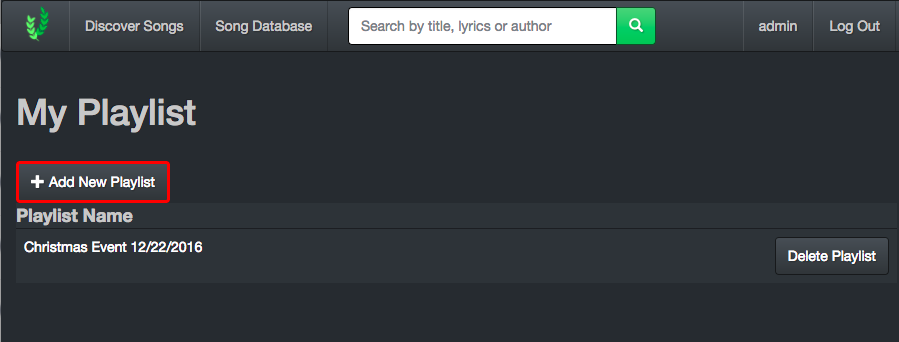 Discover Songs Song Database Search by title, lyrics or author admin Log Out
My Playlist
Add New Playlist
Playlist Name
Christmas Event 12/22/2016 Delete Playlist